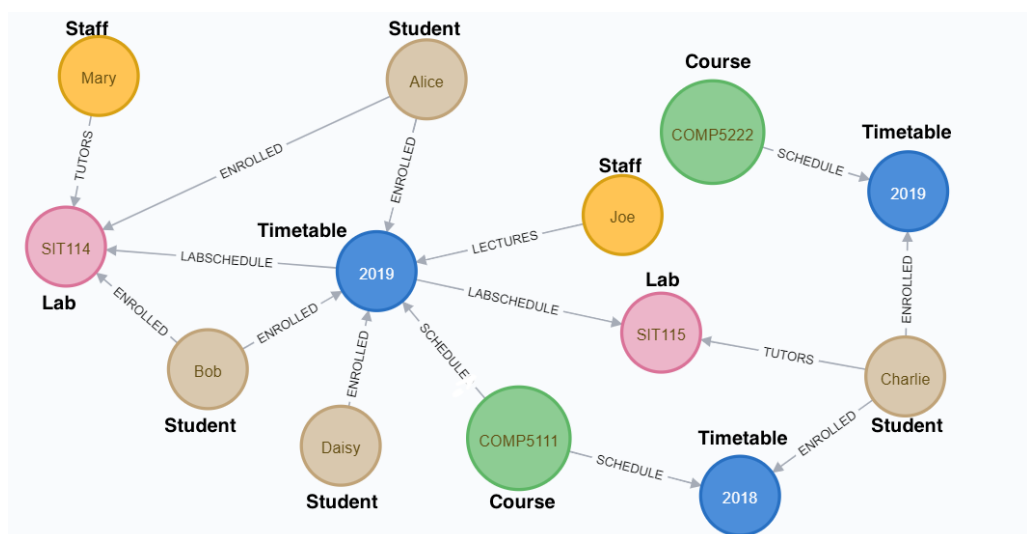 Staff
Mary
Student
Alice
Course
COMP5222
Timetable
2019
SCHEDULE
TUTORS
ENROLLED
ENROLLED
Staff
Joe
LECTURES
SIT114
Lab
LABSCHEDULE
Timetable
2019
LABSCHEDULE
Lab
SIT115
ENROLLED
ENROLLED
ENROLLED
Bob
Student
ENROLLED
SCHEDULE
TUTORS
Charlie
Student
ENROLLED
Daisy
Student
COMP5111
Course
SCHEDULE
Timetable
2018